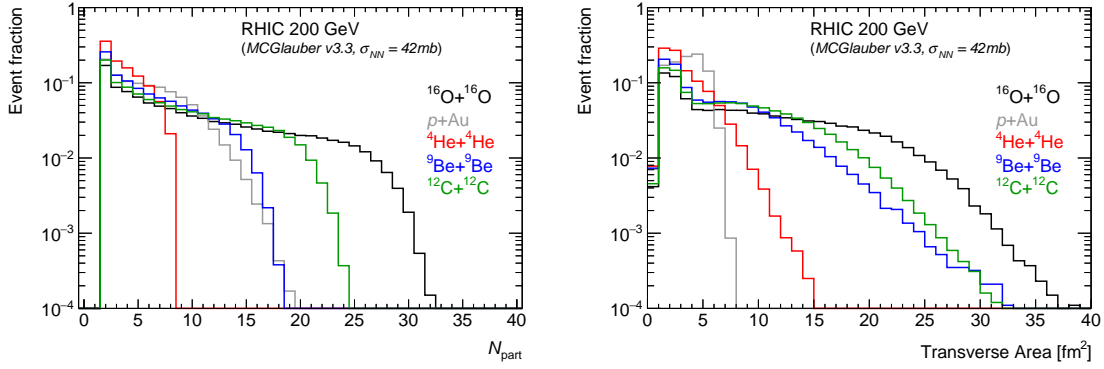 Event fraction
1
10⁻¹
10⁻²
10⁻³
10⁻⁴
RHIC 200 GeV
(MCGlauber v3.3, σ_NN = 42mb)
¹⁶O+¹⁶O
p+Au
⁴He+⁴He
⁹Be+⁹Be
¹²C+¹²C
0 5 10 15 20 25 30 35 40
N_part
Event fraction
1
10⁻¹
10⁻²
10⁻³
10⁻⁴
RHIC 200 GeV
(MCGlauber v3.3, σ_NN = 42mb)
¹⁶O+¹⁶O
p+Au
⁴He+⁴He
⁹Be+⁹Be
¹²C+¹²C
0 5 10 15 20 25 30 35 40
Transverse Area [fm²]